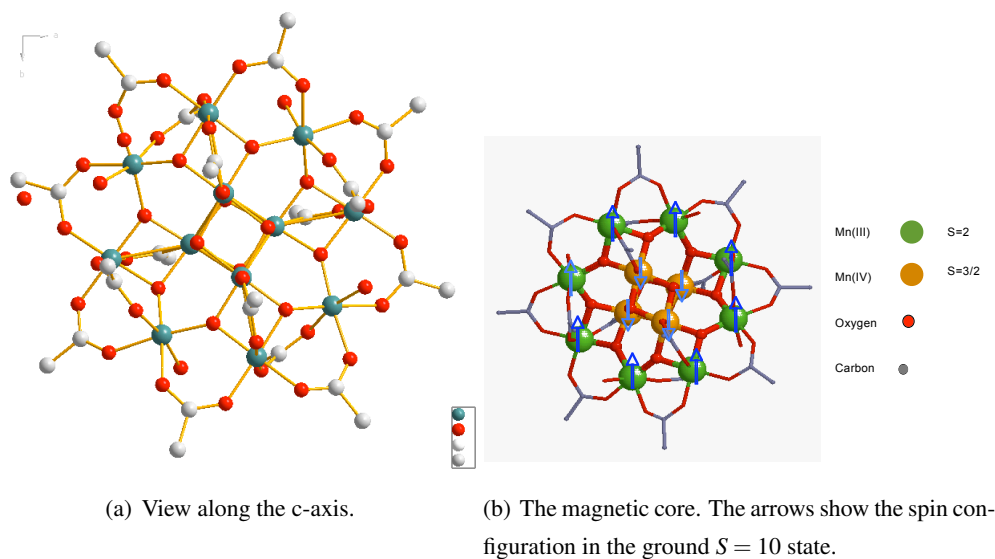 a
b
Mn(III)
S=2
Mn(IV)
S=3/2
Oxygen
Carbon
(a) View along the c-axis.
(b) The magnetic core. The arrows show the spin con-
figuration in the ground S = 10 state.